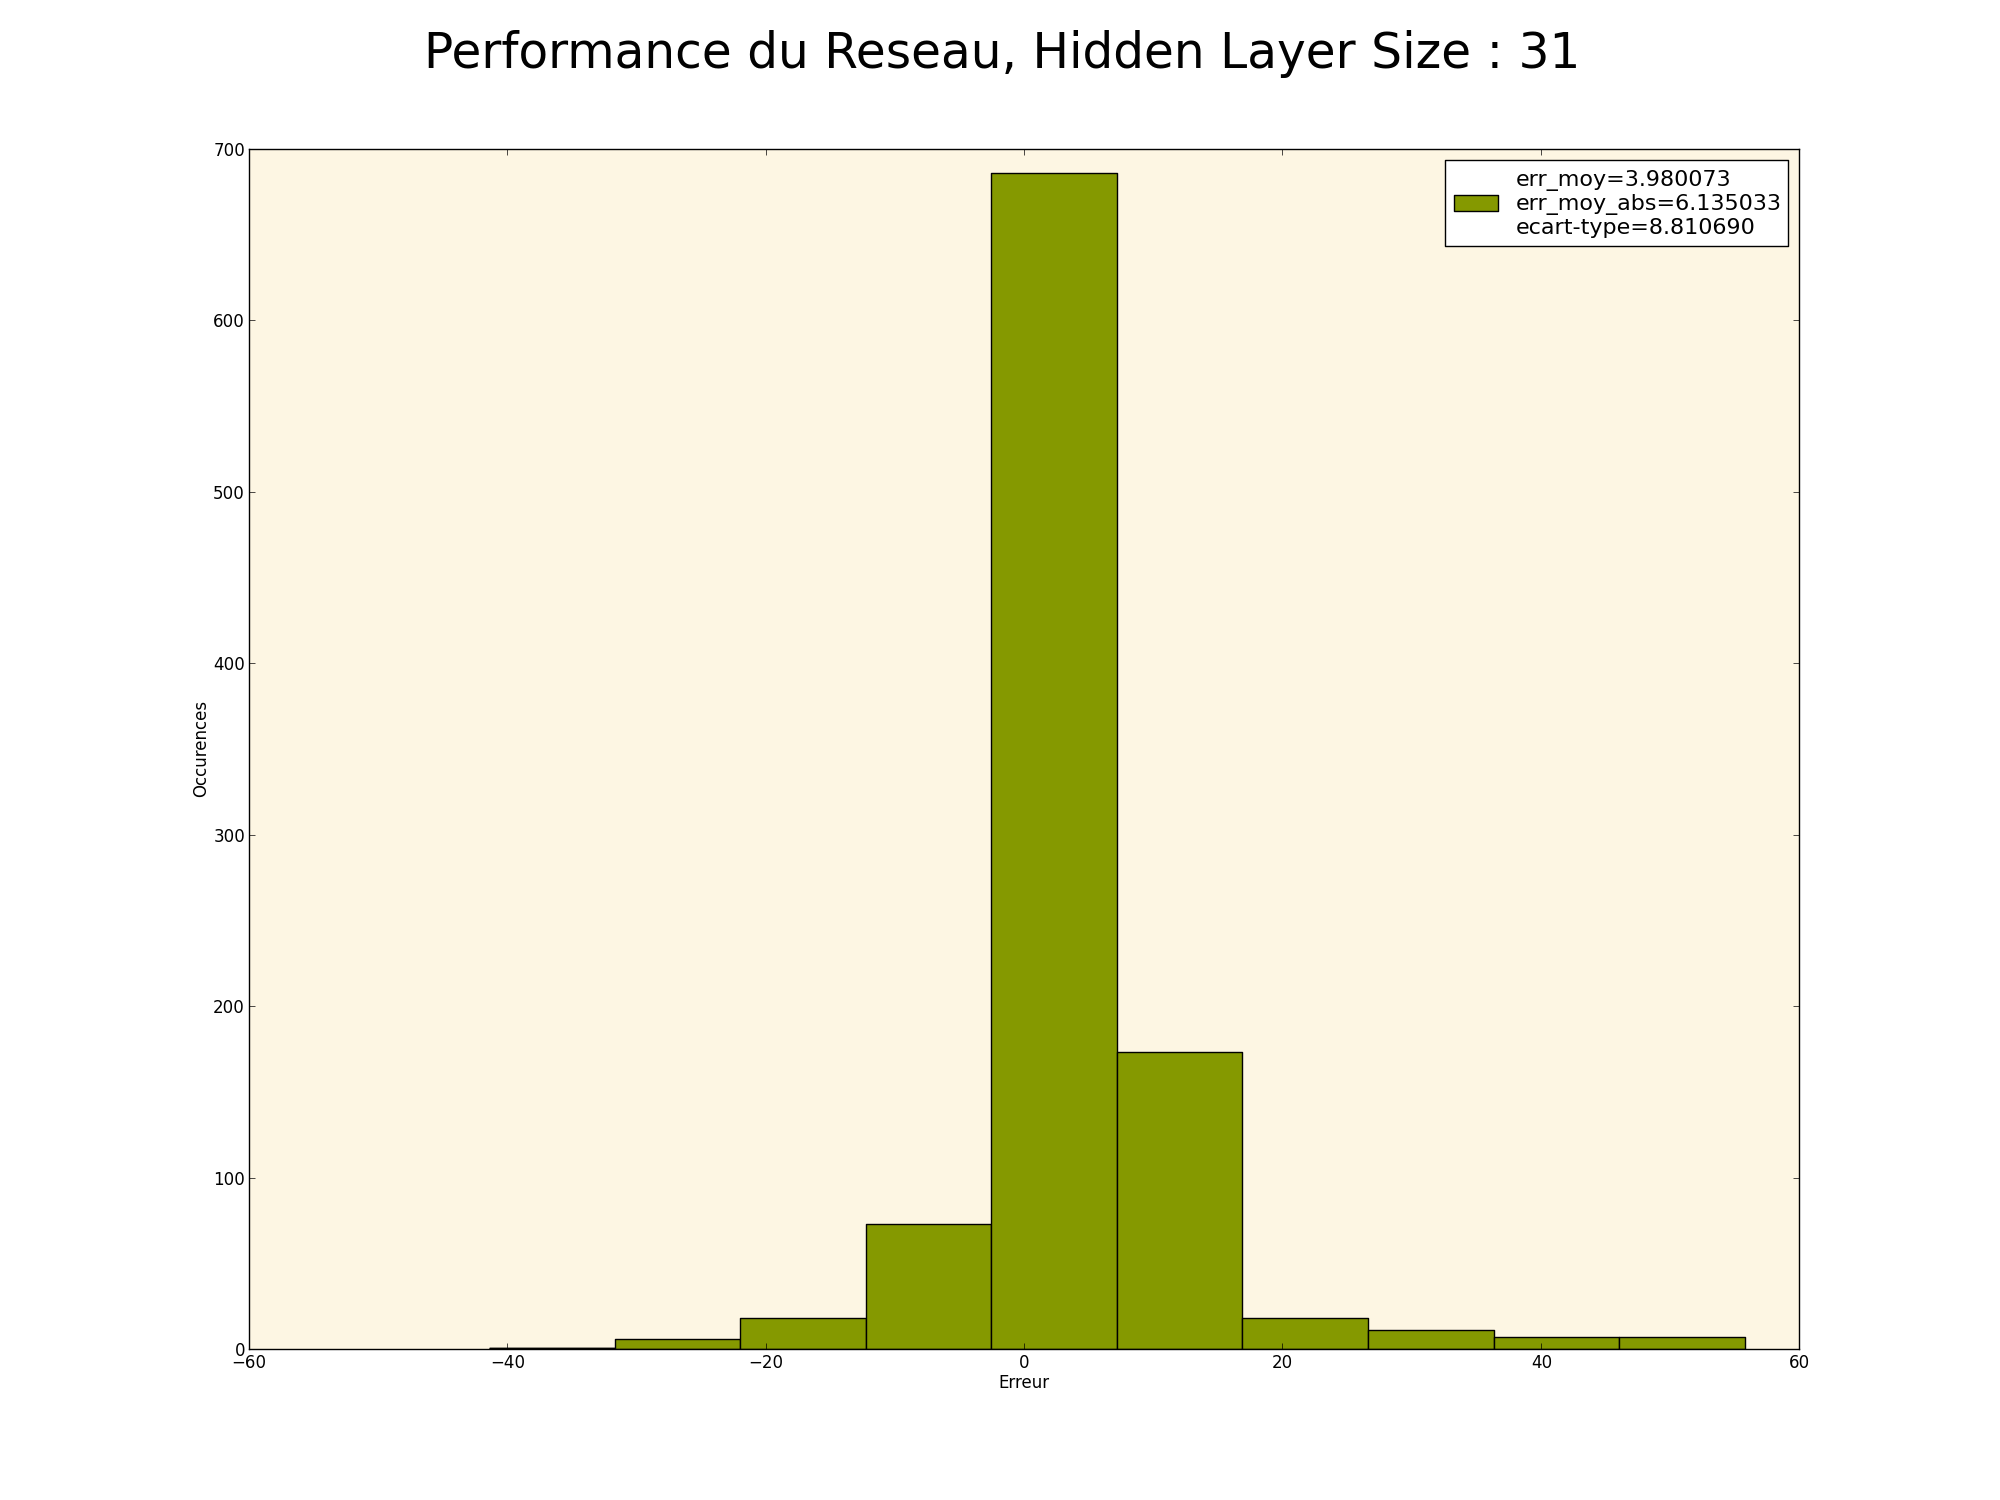 Performance du Reseau, Hidden Layer Size : 31
700
600
500
400
300
200
100
0
Occurences
err_moy=3.980073
err_moy_abs=6.135033
ecart-type=8.810690
−60 −40 −20 0 20 40 60
Erreur